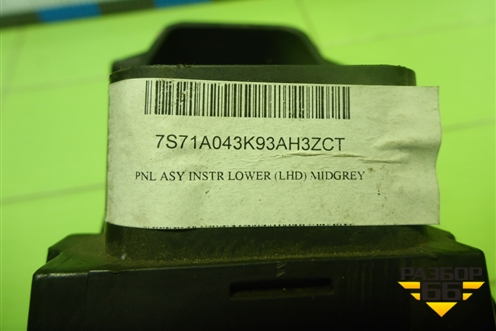 7S71A043K93AH3ZCT
PNL ASY INSTR LOWER (LHD) MIDGREY
РАЗБОР
66